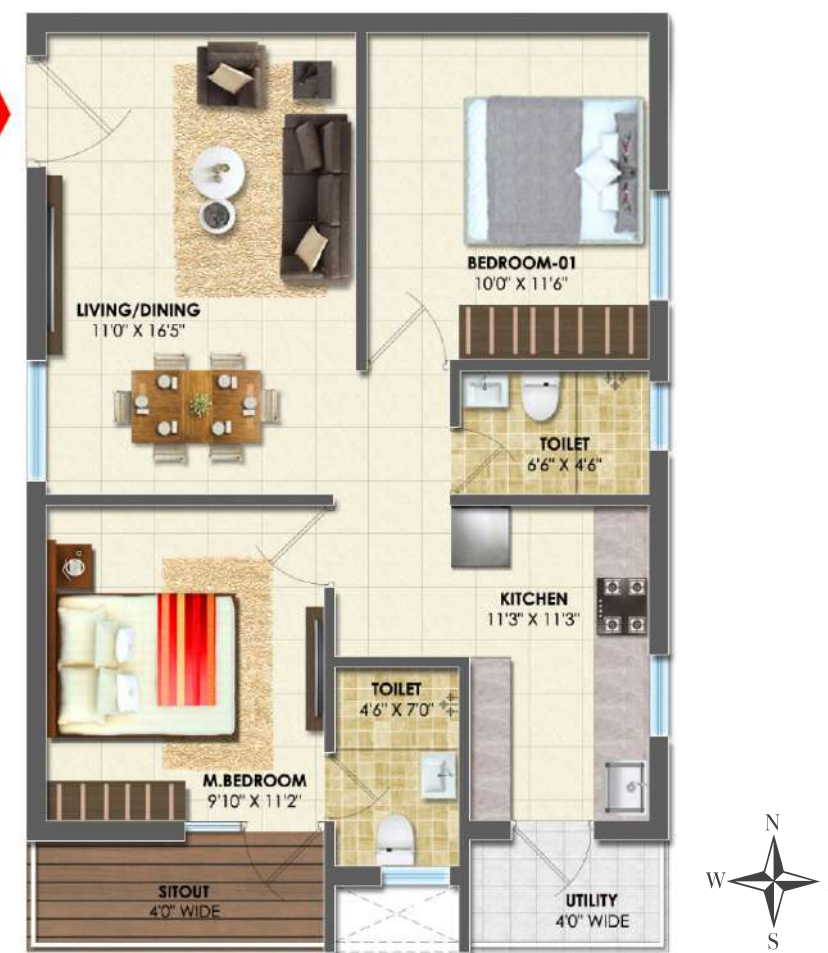 LIVING/DINING
11'0" X 16'5"
BEDROOM-01
10'0" X 11'6"
TOILET
6'6" X 4'6"
KITCHEN
11'3" X 11'3"
TOILET
4'6" X 7'0"
M.BEDROOM
9'10" X 11'2"
SITOUT
4'0" WIDE
UTILITY
4'0" WIDE
N
W
S